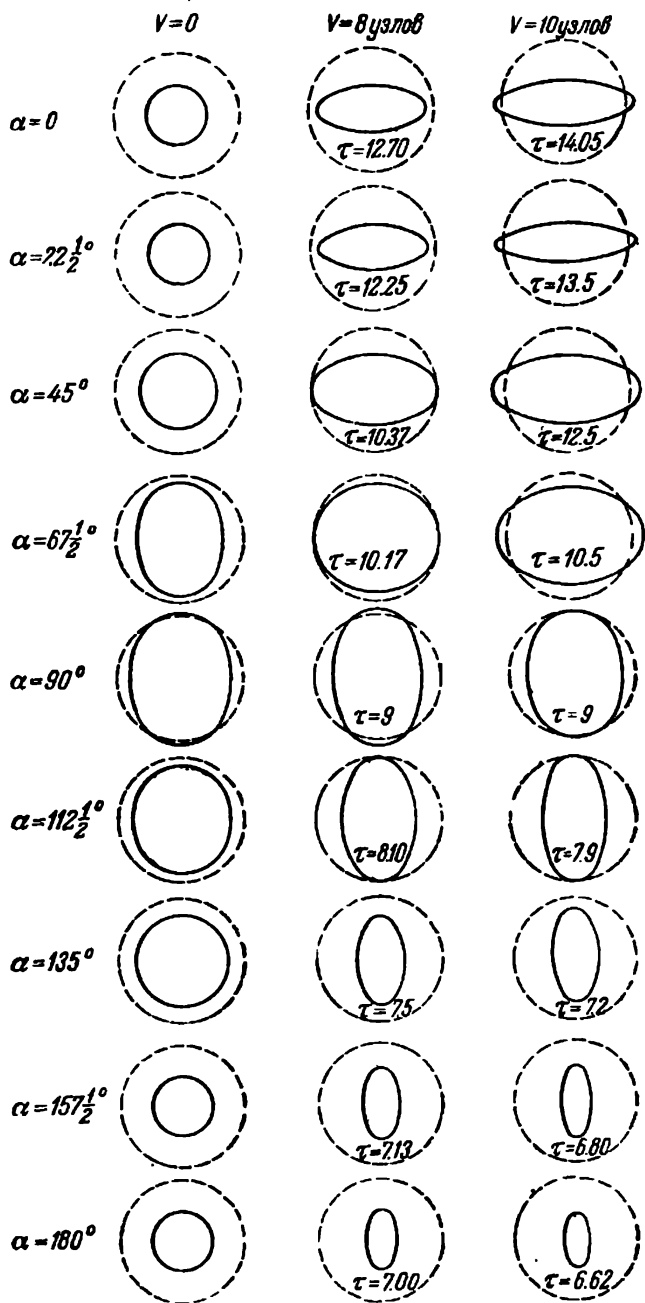 V=0 V=8 узлов V=10 узлов
α=0 τ=12.70 τ=14.05
α=22½° τ=12.25 τ=13.5
α=45° τ=10.37 τ=12.5
α=67½° τ=10.17 τ=10.5
α=90° τ=9 τ=9
α=112½° τ=8.10 τ=7.9
α=135° τ=7.5 τ=7.2
α=157½° τ=7.13 τ=6.80
α=180° τ=7.00 τ=6.62